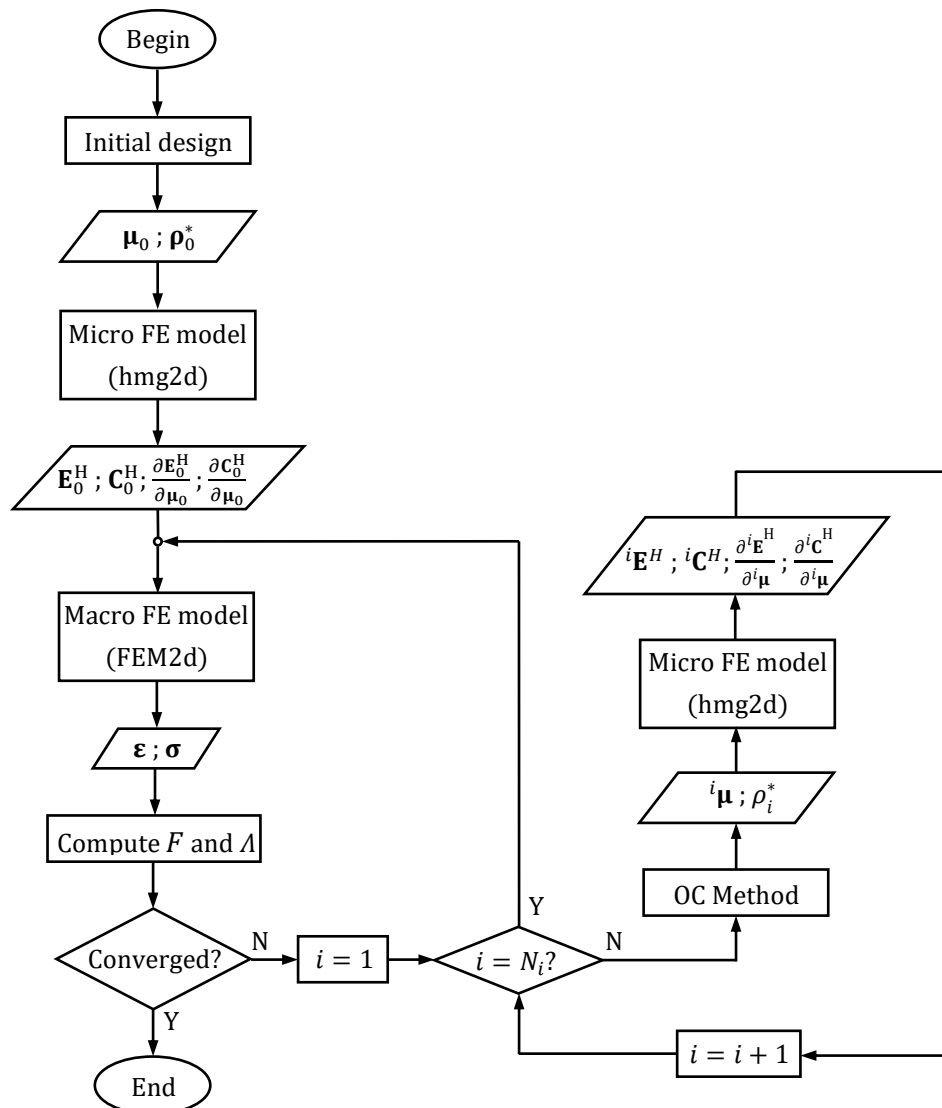 Begin
Initial design
𝛍₀ ; 𝛒₀*
Micro FE model
(hmg2d)
𝐄₀ᴴ ; 𝐂₀ᴴ; ∂𝐄₀ᴴ/∂𝛍₀ ; ∂𝐂₀ᴴ/∂𝛍₀
Macro FE model
(FEM2d)
𝛆 ; 𝛔
Compute F and Λ
Converged?
N
Y
End
i = 1
i = Nᵢ?
Y
N
OC Method
ⁱ𝛍 ; ρᵢ*
Micro FE model
(hmg2d)
ⁱ𝐄ᴴ ; ⁱ𝐂ᴴ; ∂ⁱ𝐄ᴴ/∂ⁱ𝛍 ; ∂ⁱ𝐂ᴴ/∂ⁱ𝛍
i = i + 1